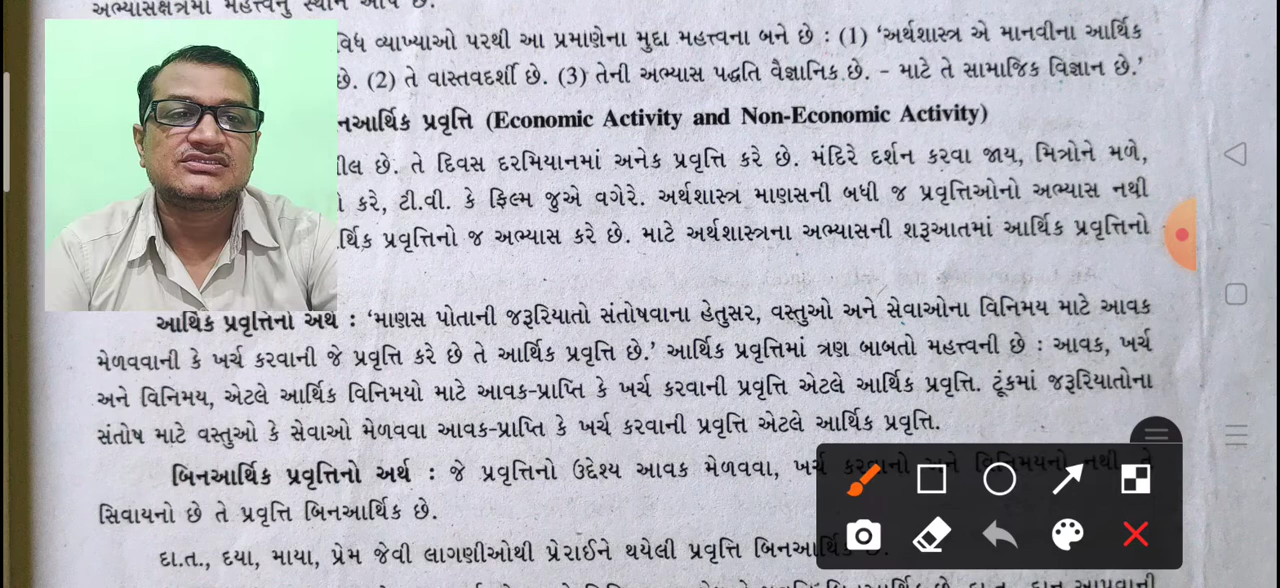 અભ્યાસક્ષેત્રમાં મહત્ત્વનું સ્થાન આપે છે.
વિધ વ્યાખ્યાઓ પરથી આ પ્રમાણેના મુદ્દા મહત્ત્વના બને છે : (1) ‘અર્થશાસ્ત્ર એ માનવીના આર્થિક
છે. (2) તે વાસ્તવદર્શી છે. (3) તેની અભ્યાસ પદ્ધતિ વૈજ્ઞાનિક છે. - માટે તે સામાજિક વિજ્ઞાન છે.’
નઆર્થિક પ્રવૃત્તિ (Economic Activity and Non-Economic Activity)
છે. તે દિવસ દરમિયાનમાં અનેક પ્રવૃત્તિ કરે છે. મંદિરે દર્શન કરવા જાય, મિત્રોને મળે,
કરે, ટી.વી. કે ફિલ્મ જુએ વગેરે. અર્થશાસ્ત્ર માણસની બધી જ પ્રવૃત્તિઓનો અભ્યાસ નથી
ર્થિક પ્રવૃત્તિનો જ અભ્યાસ કરે છે. માટે અર્થશાસ્ત્રના અભ્યાસની શરૂઆતમાં આર્થિક પ્રવૃત્તિનો
આર્થિક પ્રવૃત્તિનો અર્થ : ‘માણસ પોતાની જરૂરિયાતો સંતોષવાના હેતુસર, વસ્તુઓ અને સેવાઓના વિનિમય માટે આવક
મેળવવાની કે ખર્ચ કરવાની જે પ્રવૃત્તિ કરે છે તે આર્થિક પ્રવૃત્તિ છે.’ આર્થિક પ્રવૃત્તિમાં ત્રણ બાબતો મહત્ત્વની છે : આવક, ખર્ચ
અને વિનિમય, એટલે આર્થિક વિનિમયો માટે આવક-પ્રાપ્તિ કે ખર્ચ કરવાની પ્રવૃત્તિ એટલે આર્થિક પ્રવૃત્તિ. ટૂંકમાં જરૂરિયાતોના
સંતોષ માટે વસ્તુઓ કે સેવાઓ મેળવવા આવક-પ્રાપ્તિ કે ખર્ચ કરવાની પ્રવૃત્તિ એટલે આર્થિક પ્રવૃત્તિ.
બિનઆર્થિક પ્રવૃત્તિનો અર્થ : જે પ્રવૃત્તિનો ઉદ્દેશ્ય આવક મેળવવા, ખર્ચ કરવાનો અને વિનિમયનો નથી તે
સિવાયનો છે તે પ્રવૃત્તિ બિનઆર્થિક છે.
દા.ત., દયા, માયા, પ્રેમ જેવી લાગણીઓથી પ્રેરાઈને થયેલી પ્રવૃત્તિ બિનઆર્થિક છે.